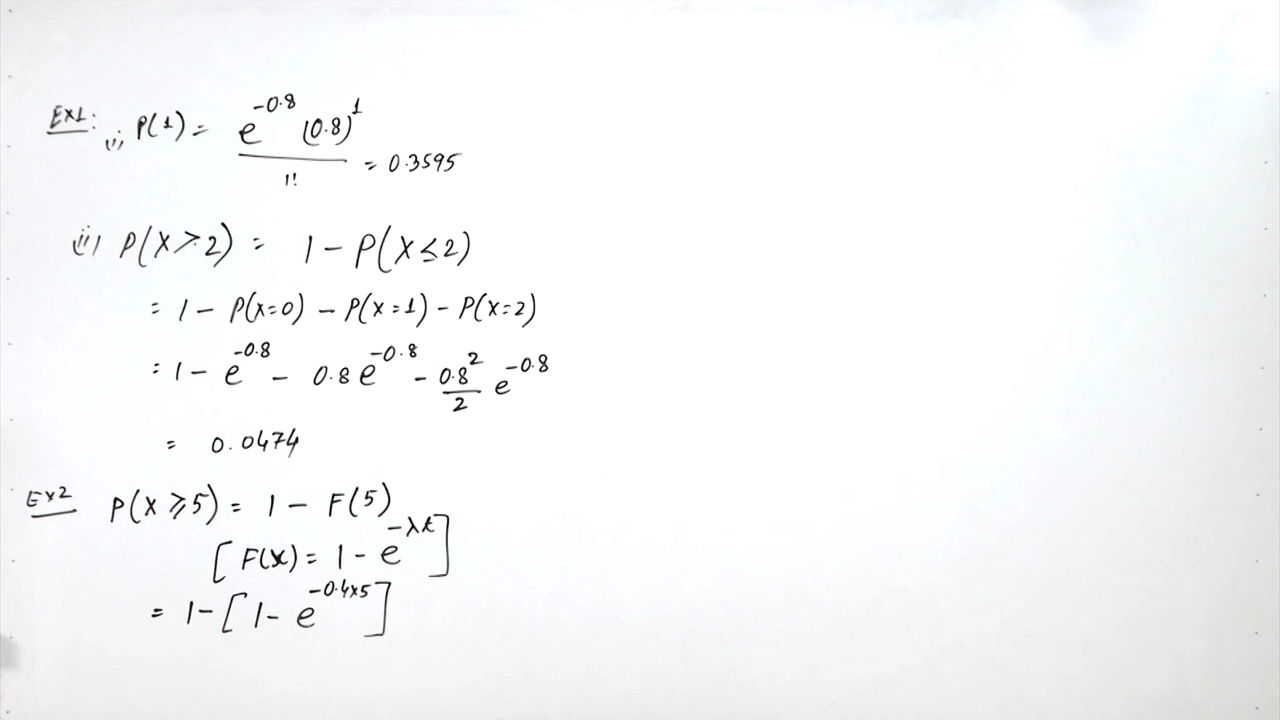 Ex1: i, P(1) = e^{-0.8} (0.8)^1 / 1! = 0.3595
ii) P(X > 2) = 1 - P(X ≤ 2)
= 1 - P(X=0) - P(X=1) - P(X=2)
= 1 - e^{-0.8} - 0.8 e^{-0.8} - 0.8^2/2 e^{-0.8}
= 0.0474
Ex2 P(X ≥ 5) = 1 - F(5)
[F(x) = 1 - e^{-λx}]
= 1 - [1 - e^{-0.4×5}]